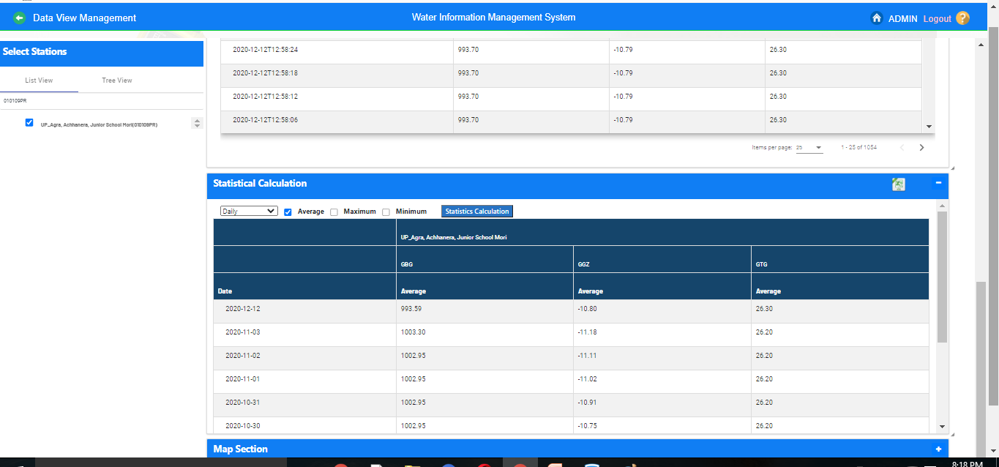 Data View Management
Water Information Management System
ADMIN Logout ?
Select Stations
List View Tree View
010109PR
UP_Agra, Achhanera, Junior School Mori(010109PR)
2020-12-12T12:58:24 993.70 -10.79 26.30
2020-12-12T12:58:18 993.70 -10.79 26.30
2020-12-12T12:58:12 993.70 -10.79 26.30
2020-12-12T12:58:06 993.70 -10.79 26.30
Items per page: 25 1 - 25 of 1054
Statistical Calculation
Daily Average Maximum Minimum Statistics Calculation
UP_Agra, Achhanera, Junior School Mori
GBG GGZ GTG
Date Average Average Average
2020-12-12 993.59 -10.80 26.30
2020-11-03 1003.30 -11.18 26.20
2020-11-02 1002.95 -11.11 26.20
2020-11-01 1002.95 -11.02 26.20
2020-10-31 1002.95 -10.91 26.20
2020-10-30 1002.95 -10.75 26.20
Map Section
8:18 PM